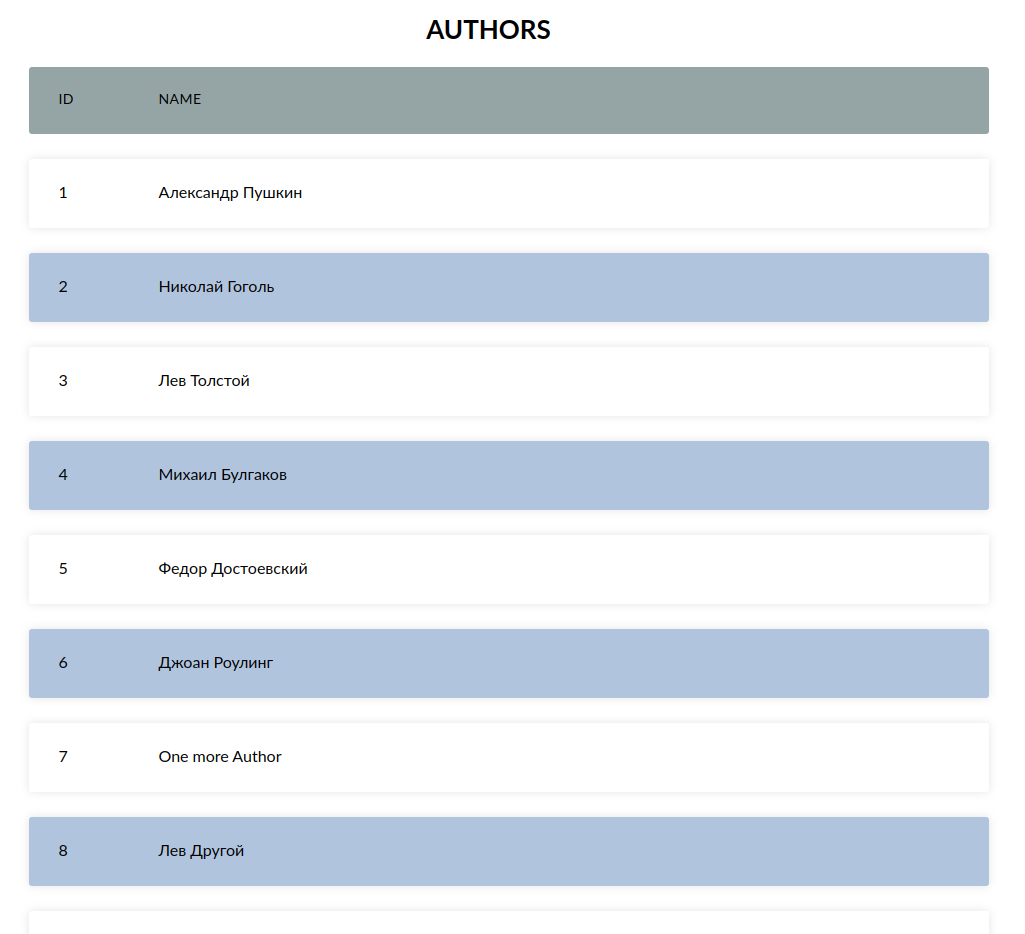 AUTHORS
ID NAME
1 Александр Пушкин
2 Николай Гоголь
3 Лев Толстой
4 Михаил Булгаков
5 Федор Достоевский
6 Джоан Роулинг
7 One more Author
8 Лев Другой